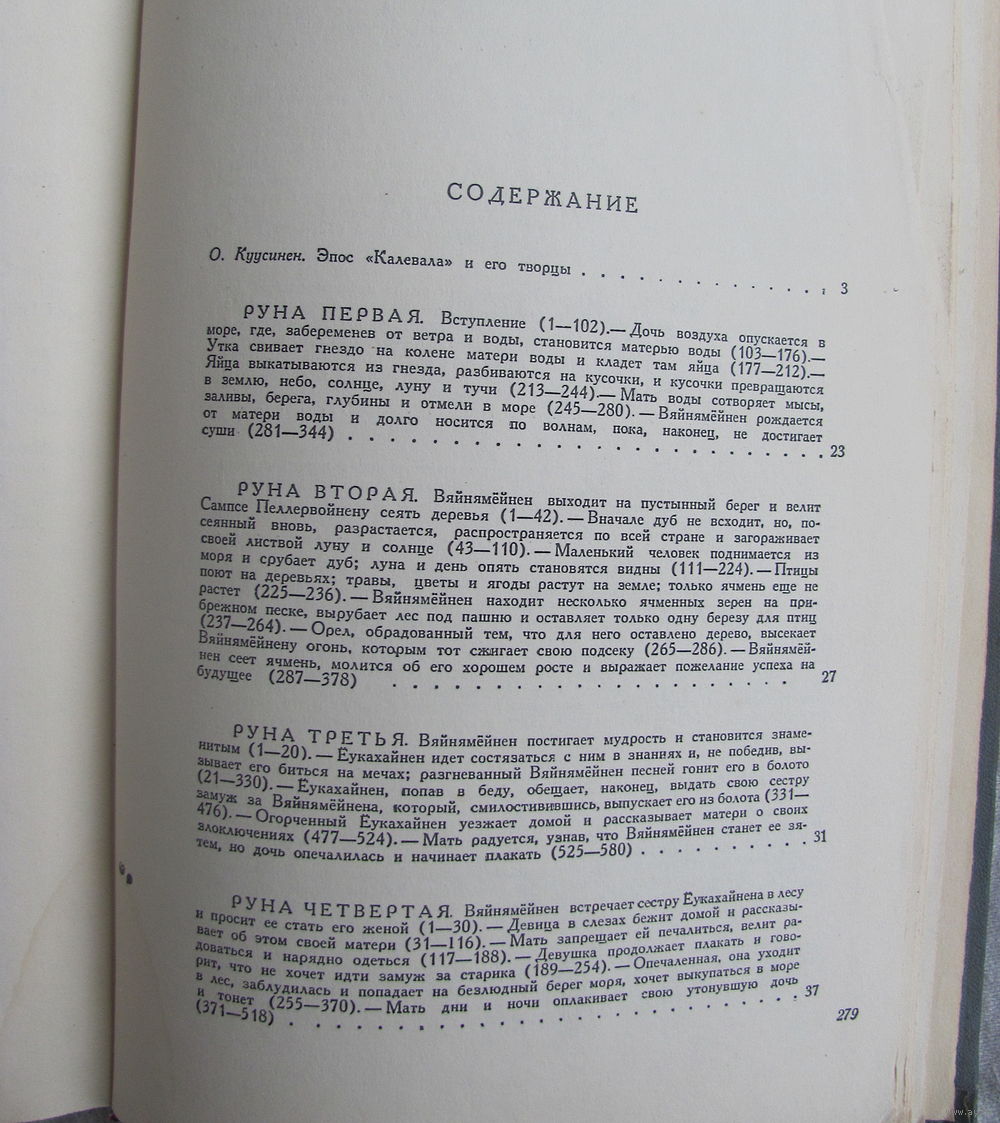 СОДЕРЖАНИЕ
О. Куусинен. Эпос «Калевала» и его творцы . . . . . . . . . . . . . . 3
РУНА ПЕРВАЯ. Вступление (1—102).— Дочь воздуха опускается в
море, где, забеременев от ветра и воды, становится матерью воды (103—176).—
Утка свивает гнездо на колене матери воды и кладет там яйца (177—212).—
Яйца выкатываются из гнезда, разбиваются на кусочки, и кусочки превращаются
в землю, небо, солнце, луну и тучи (213—244).— Мать воды сотворяет мысы,
заливы, берега, глубины и отмели в море (245—280).— Вяйнямёйнен рождается
от матери воды и долго носится по волнам, пока, наконец, не достигает
суши (281—344) . . . . . . . . . . . . . . . . . . . . . . 23
РУНА ВТОРАЯ. Вяйнямёйнен выходит на пустынный берег и велит
Сампсе Пеллервойнену сеять деревья (1—42). — Вначале дуб не всходит, но, по-
сеянный вновь, разрастается, распространяется по всей стране и загораживает
своей листвой луну и солнце (43—110). — Маленький человек поднимается из
моря и срубает дуб; луна и день опять становятся видны (111—224). — Птицы
поют на деревьях; травы, цветы и ягоды растут на земле; только ячмень еще не
растет (225—236). — Вяйнямёйнен находит несколько ячменных зерен на при-
брежном песке, вырубает лес под пашню и оставляет только одну березу для птиц
(237—264). — Орел, обрадованный тем, что для него оставлено дерево, высекает
Вяйнямёйнену огонь, которым тот сжигает свою подсеку (265—286). — Вяйнямёй-
нен сеет ячмень, молится об его хорошем росте и выражает пожелание успеха на
будущее (287—378) . . . . . . . . . . . . . . . . . . . 27
РУНА ТРЕТЬЯ. Вяйнямёйнен постигает мудрость и становится знаме-
нитым (1—20). — Ёукахайнен идет состязаться с ним в знаниях и, не победив, вы-
зывает его биться на мечах; разгневанный Вяйнямёйнен песней гонит его в болото
(21—330). — Ёукахайнен, попав в беду, обещает, наконец, выдать свою сестру
замуж за Вяйнямёйнена, который, смилостивившись, выпускает его из болота (331—
476). — Огорченный Ёукахайнен уезжает домой и рассказывает матери о своих
злоключениях (477—524). — Мать радуется, узнав, что Вяйнямёйнен станет ее зя-
тем, но дочь опечалилась и начинает плакать (525—580) . . . . . . . . . 31
РУНА ЧЕТВЕРТАЯ. Вяйнямёйнен встречает сестру Ёукахайнена в лесу
и просит ее стать его женой (1—30). — Девица в слезах бежит домой и рассказы-
вает об этом своей матери (31—116). — Мать запрещает ей печалиться, велит ра-
доваться и нарядно одеться (117—188). — Девушка продолжает плакать и гово-
рит, что не хочет идти замуж за старика (189—254). — Опечаленная, она уходит
в лес, заблудилась и попадает на безлюдный берег моря, хочет выкупаться в море
и тонет (255—370). — Мать дни и ночи оплакивает свою утонувшую дочь
(371—518) . . . . . . . . . . . . . . . . . . . . . . . 37
279